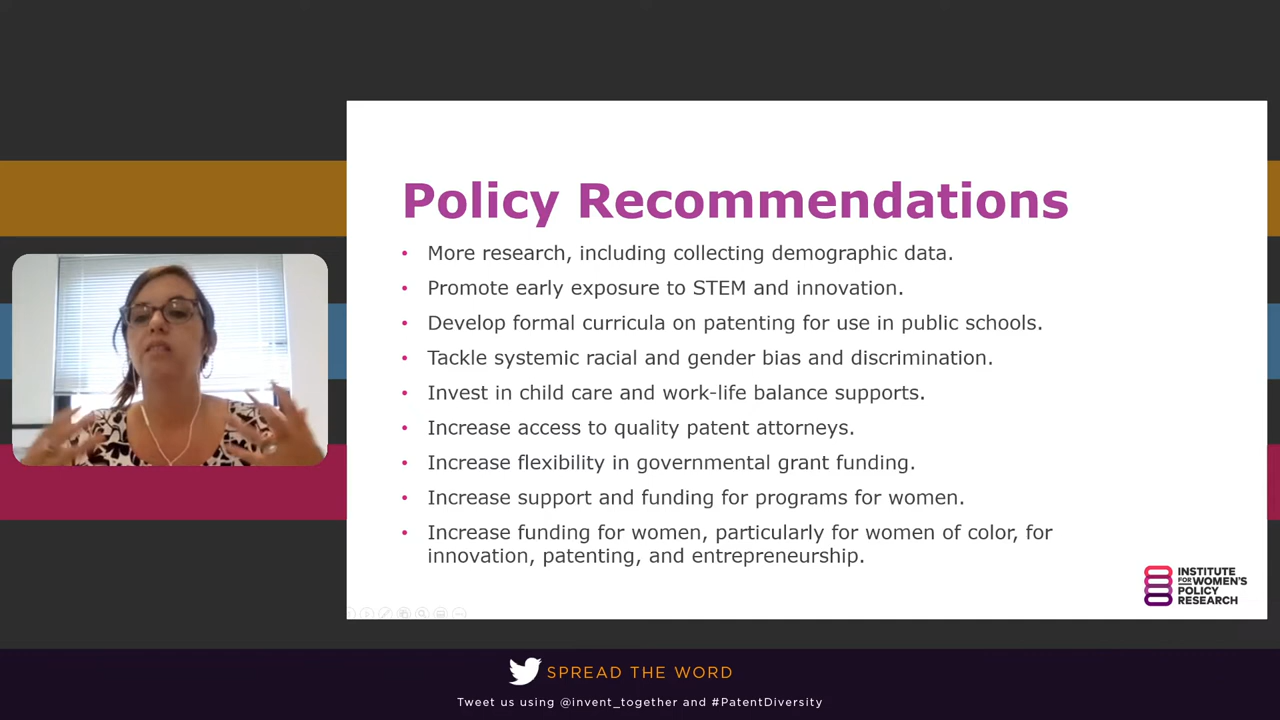 Policy Recommendations
• More research, including collecting demographic data.
• Promote early exposure to STEM and innovation.
• Develop formal curricula on patenting for use in public schools.
• Tackle systemic racial and gender bias and discrimination.
• Invest in child care and work-life balance supports.
• Increase access to quality patent attorneys.
• Increase flexibility in governmental grant funding.
• Increase support and funding for programs for women.
• Increase funding for women, particularly for women of color, for
innovation, patenting, and entrepreneurship.
INSTITUTE
FOR WOMEN'S
POLICY
RESEARCH
SPREAD THE WORD
Tweet us using @invent_together and #PatentDiversity